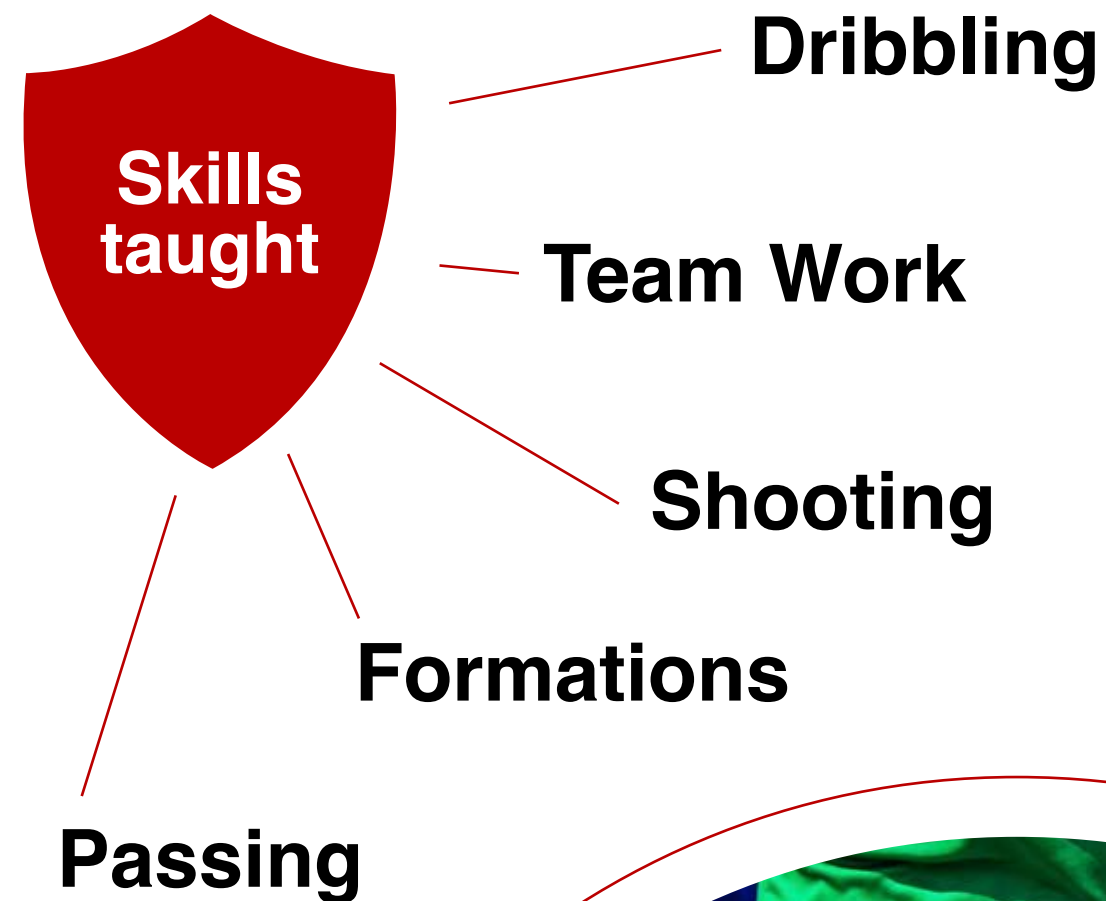 Skills
taught
Dribbling
Team Work
Shooting
Formations
Passing